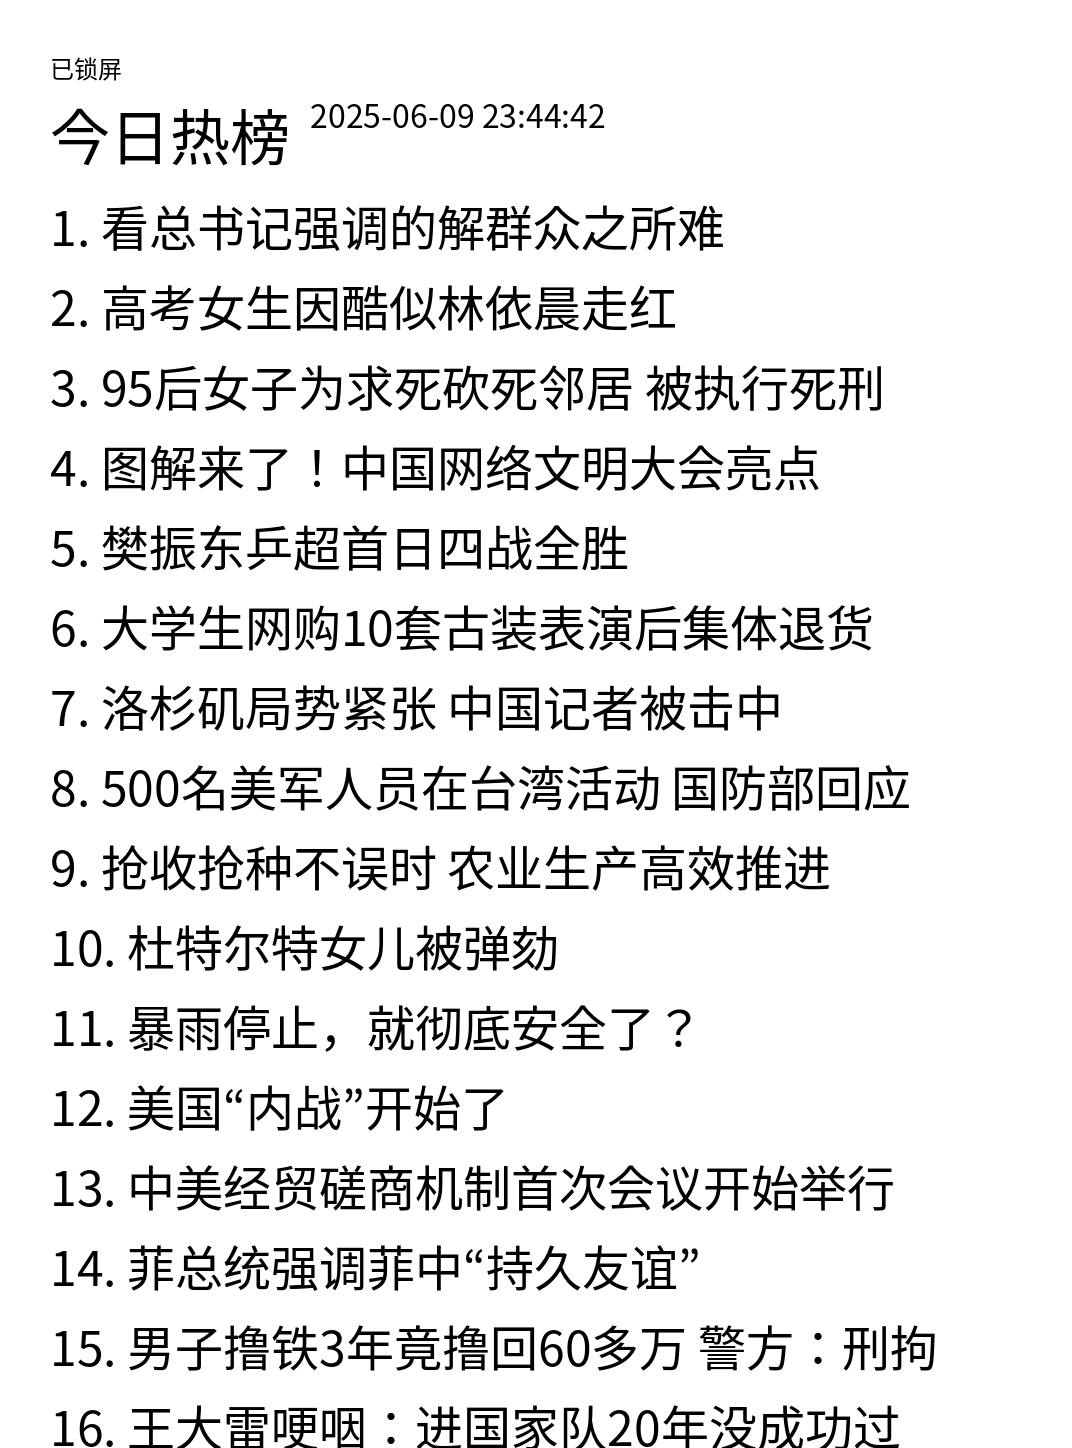 已锁屏
今日热榜 2025-06-09 23:44:42
1. 看总书记强调的解群众之所难
2. 高考女生因酷似林依晨走红
3. 95后女子为求死砍死邻居 被执行死刑
4. 图解来了！中国网络文明大会亮点
5. 樊振东乒超首日四战全胜
6. 大学生网购10套古装表演后集体退货
7. 洛杉矶局势紧张 中国记者被击中
8. 500名美军人员在台湾活动 国防部回应
9. 抢收抢种不误时 农业生产高效推进
10. 杜特尔特女儿被弹劾
11. 暴雨停止，就彻底安全了？
12. 美国“内战”开始了
13. 中美经贸磋商机制首次会议开始举行
14. 菲总统强调菲中“持久友谊”
15. 男子撸铁3年竟撸回60多万 警方：刑拘
16. 王大雷哽咽：进国家队20年没成功过